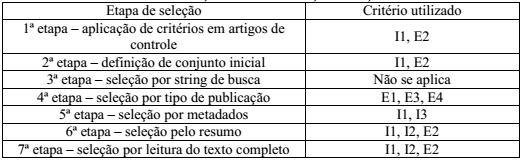 Etapa de seleção Critério utilizado
1ª etapa – aplicação de critérios em artigos de
controle I1, E2
2ª etapa – definição de conjunto inicial I1, E2
3ª etapa – seleção por string de busca Não se aplica
4ª etapa – seleção por tipo de publicação E1, E3, E4
5ª etapa – seleção por metadados I1, I3
6ª etapa – seleção pelo resumo I1, I2, E2
7ª etapa – seleção por leitura do texto completo I1, I2, E2